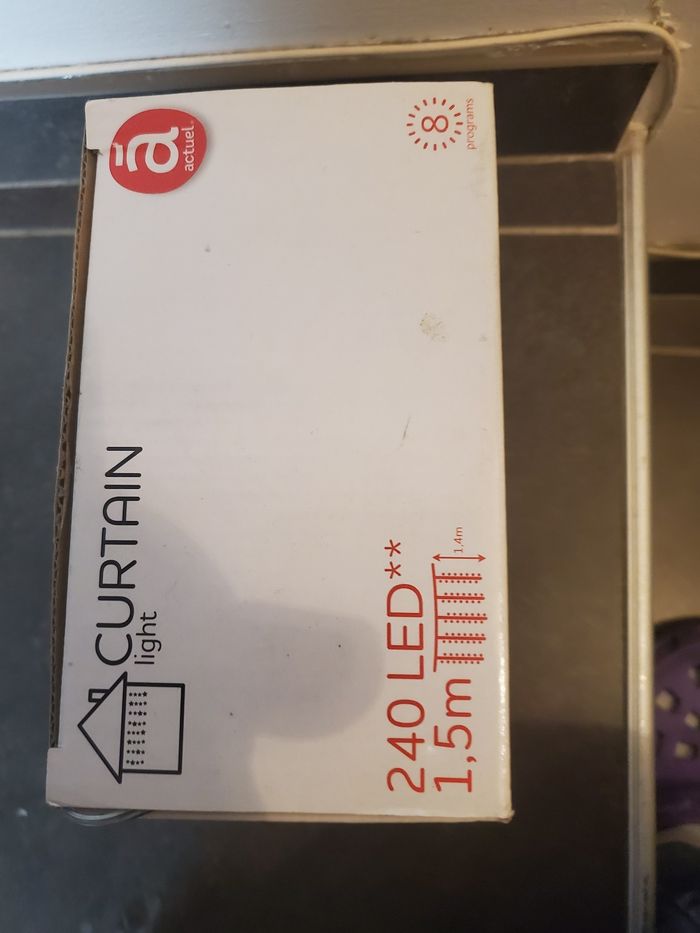 ā
actuel
CURTAIN
light
8
programs
240 LED**
1,5m
1,4m